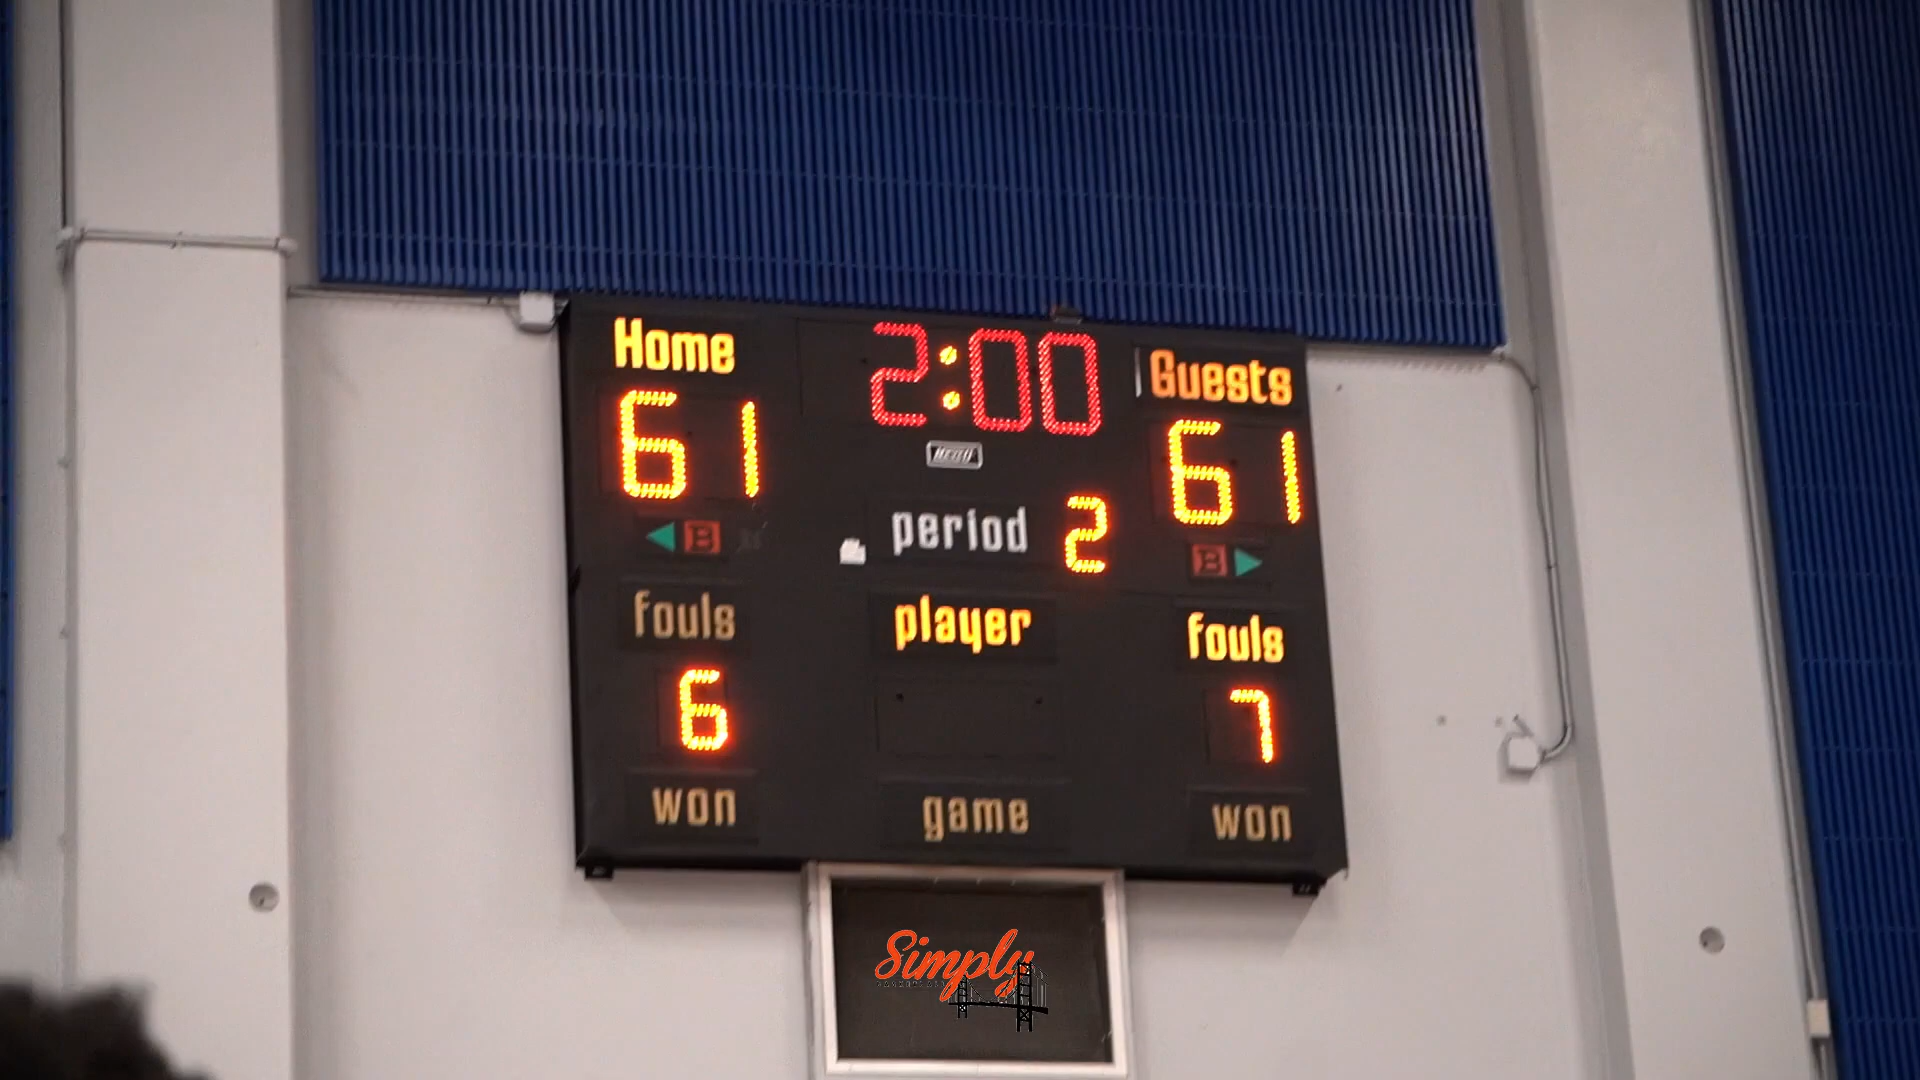 Home 2:00 Guests
61 61
period 2
B B
fouls player fouls
6 7
won game won
Simply